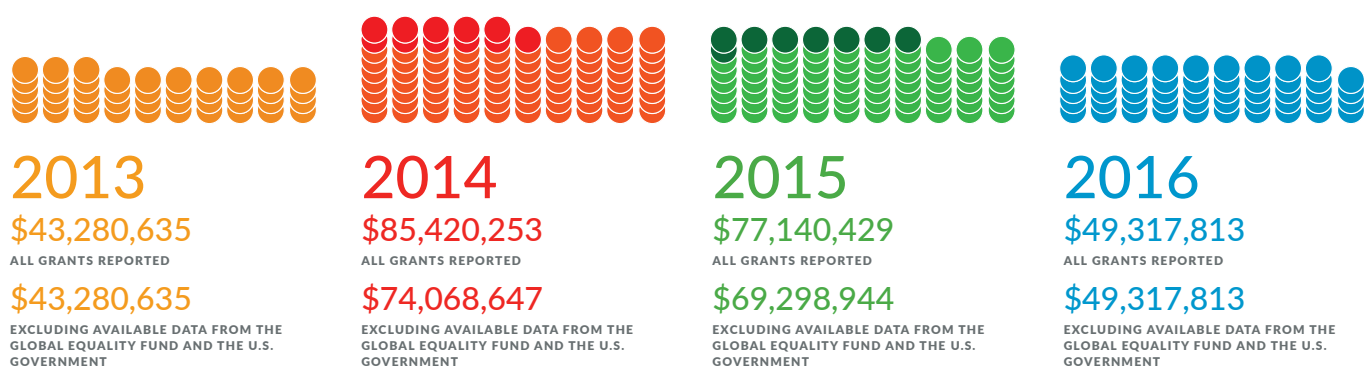 2013
$43,280,635
ALL GRANTS REPORTED
$43,280,635
EXCLUDING AVAILABLE DATA FROM THE
GLOBAL EQUALITY FUND AND THE U.S.
GOVERNMENT
2014
$85,420,253
ALL GRANTS REPORTED
$74,068,647
EXCLUDING AVAILABLE DATA FROM THE
GLOBAL EQUALITY FUND AND THE U.S.
GOVERNMENT
2015
$77,140,429
ALL GRANTS REPORTED
$69,298,944
EXCLUDING AVAILABLE DATA FROM THE
GLOBAL EQUALITY FUND AND THE U.S.
GOVERNMENT
2016
$49,317,813
ALL GRANTS REPORTED
$49,317,813
EXCLUDING AVAILABLE DATA FROM THE
GLOBAL EQUALITY FUND AND THE U.S.
GOVERNMENT